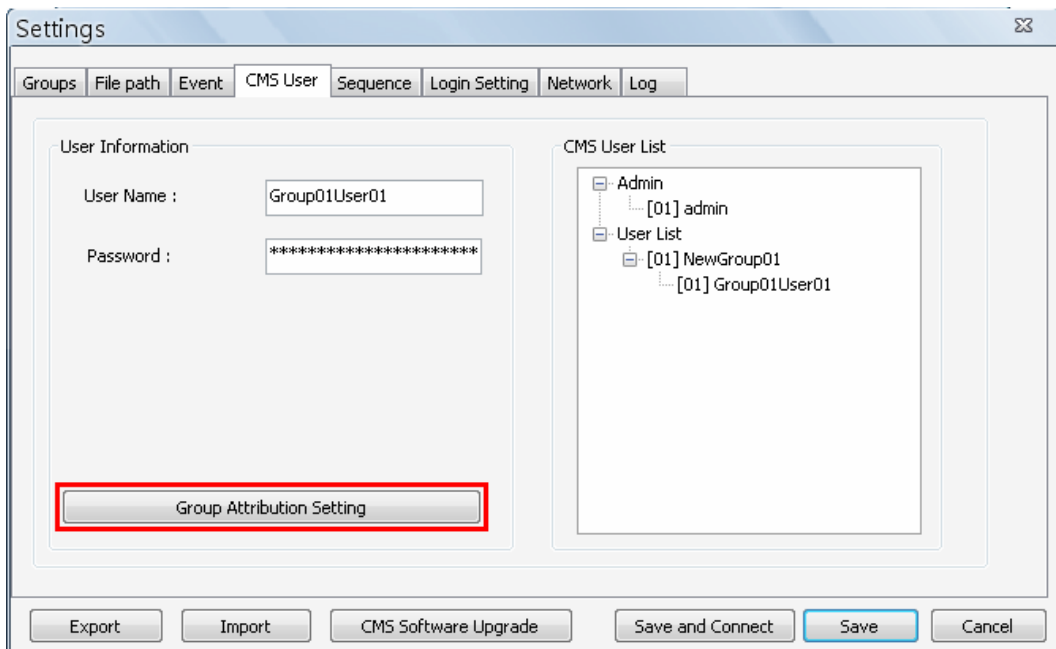 Settings
Groups File path Event CMS User Sequence Login Setting Network Log
User Information
User Name :
Group01User01
Password :
**********************
Group Attribution Setting
CMS User List
Admin
[01] admin
User List
[01] NewGroup01
[01] Group01User01
Export Import CMS Software Upgrade Save and Connect Save Cancel